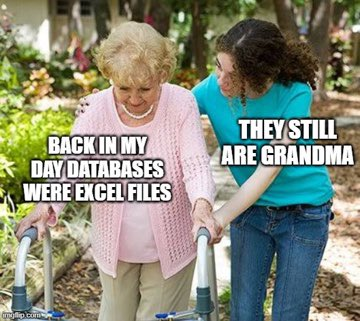 BACK IN MY
DAY DATABASES
WERE EXCEL FILES
THEY STILL
ARE GRANDMA
imgflip.com